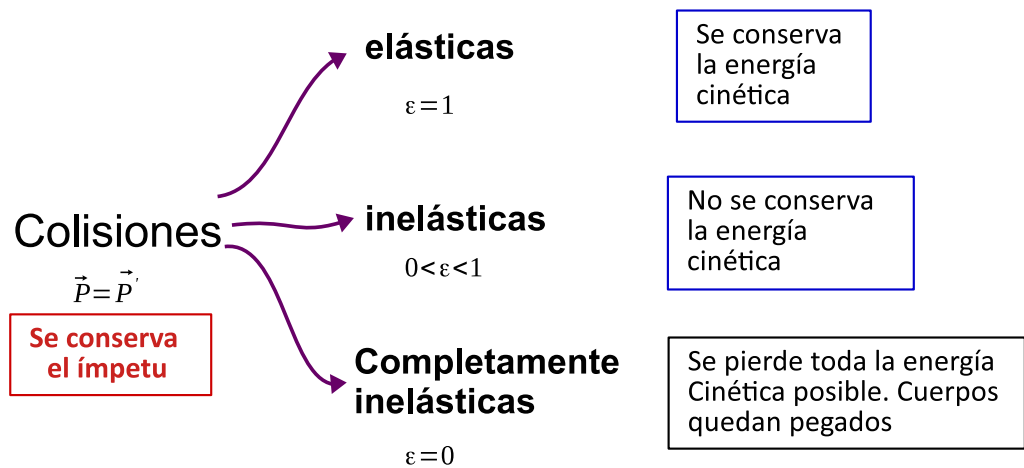 Colisiones
P⃗=P⃗'
Se conserva
el ímpetu
elásticas
ε=1
Se conserva
la energía
cinética
inelásticas
0<ε<1
No se conserva
la energía
cinética
Completamente
inelásticas
ε=0
Se pierde toda la energía
Cinética posible. Cuerpos
quedan pegados